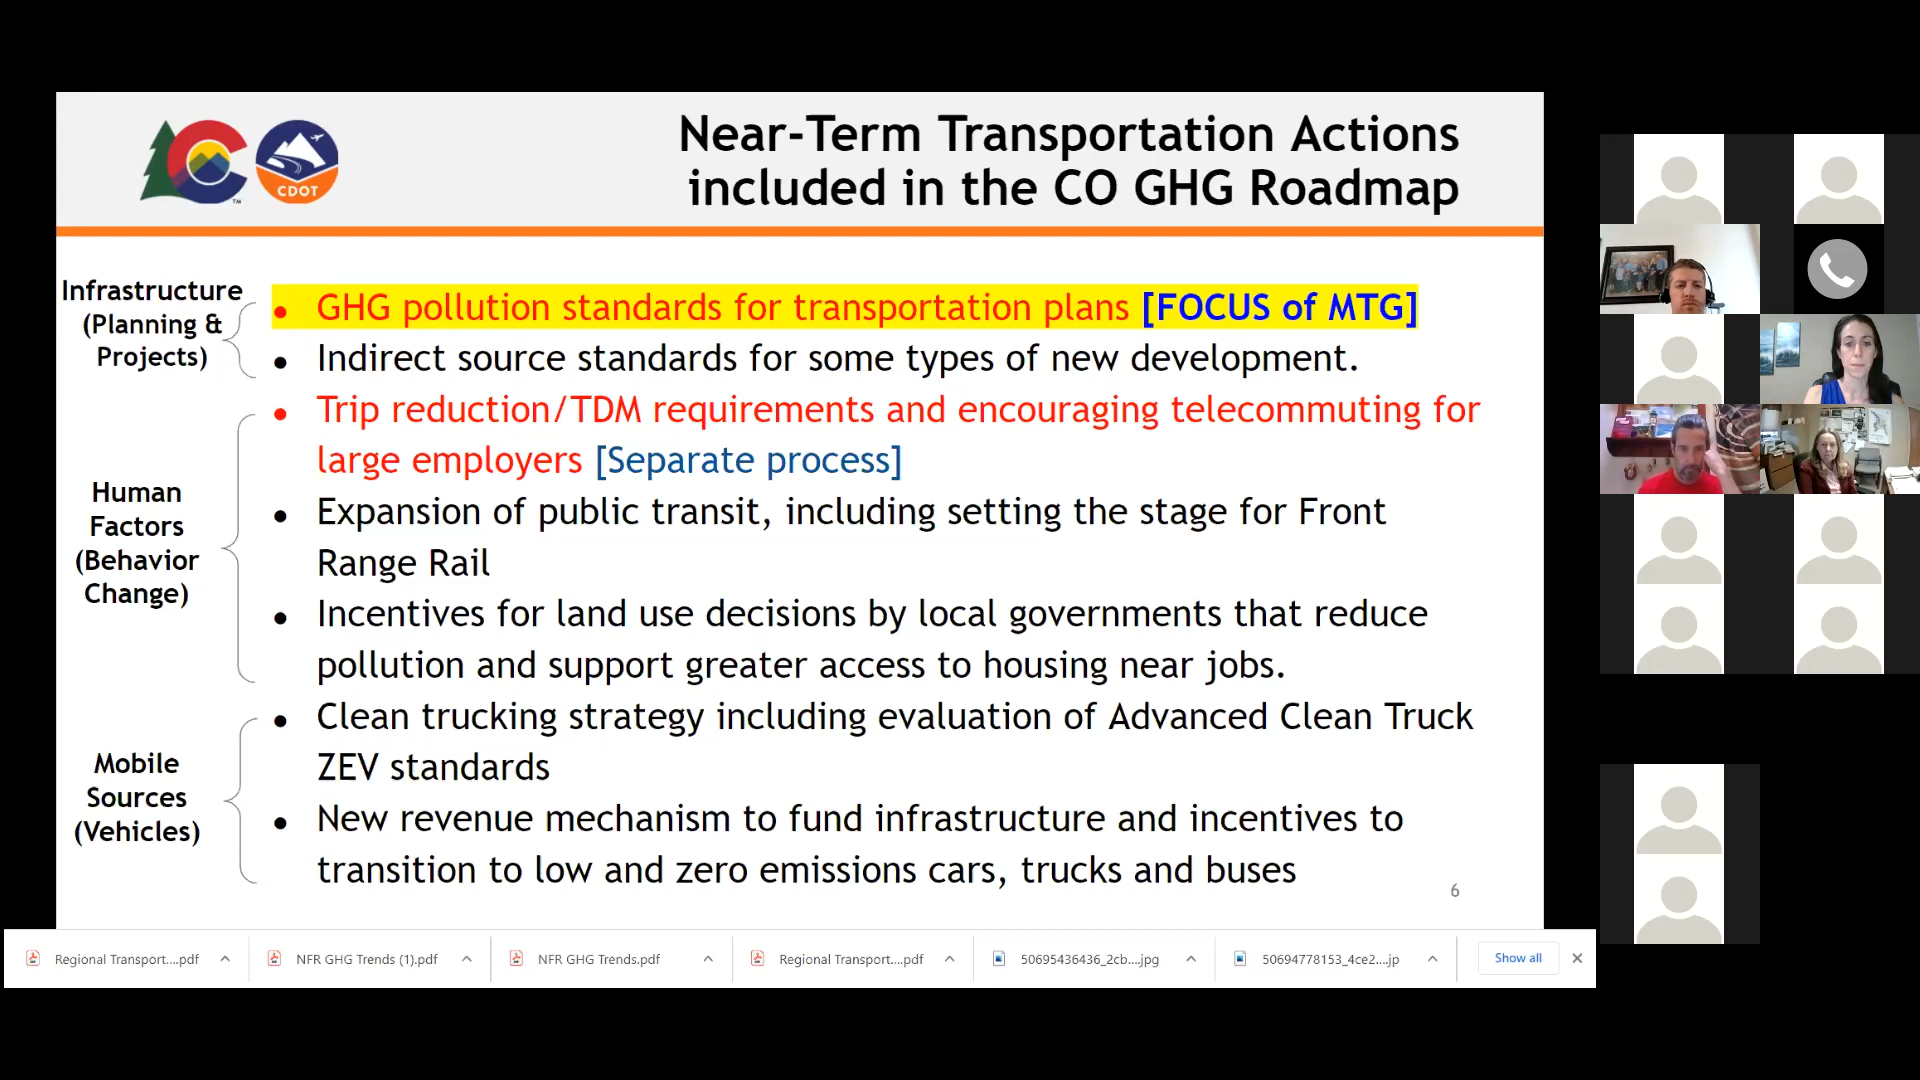 Near-Term Transportation Actions
included in the CO GHG Roadmap
CDOT
TM
Infrastructure
(Planning &
Projects)
• GHG pollution standards for transportation plans [FOCUS of MTG]
• Indirect source standards for some types of new development.
Human
Factors
(Behavior
Change)
• Trip reduction/TDM requirements and encouraging telecommuting for
large employers [Separate process]
• Expansion of public transit, including setting the stage for Front
Range Rail
• Incentives for land use decisions by local governments that reduce
pollution and support greater access to housing near jobs.
Mobile
Sources
(Vehicles)
• Clean trucking strategy including evaluation of Advanced Clean Truck
ZEV standards
• New revenue mechanism to fund infrastructure and incentives to
transition to low and zero emissions cars, trucks and buses
6
Regional Transport....pdf
NFR GHG Trends (1).pdf
NFR GHG Trends.pdf
Regional Transport....pdf
50695436436_2cb....jpg
50694778153_4ce2....jp
Show all